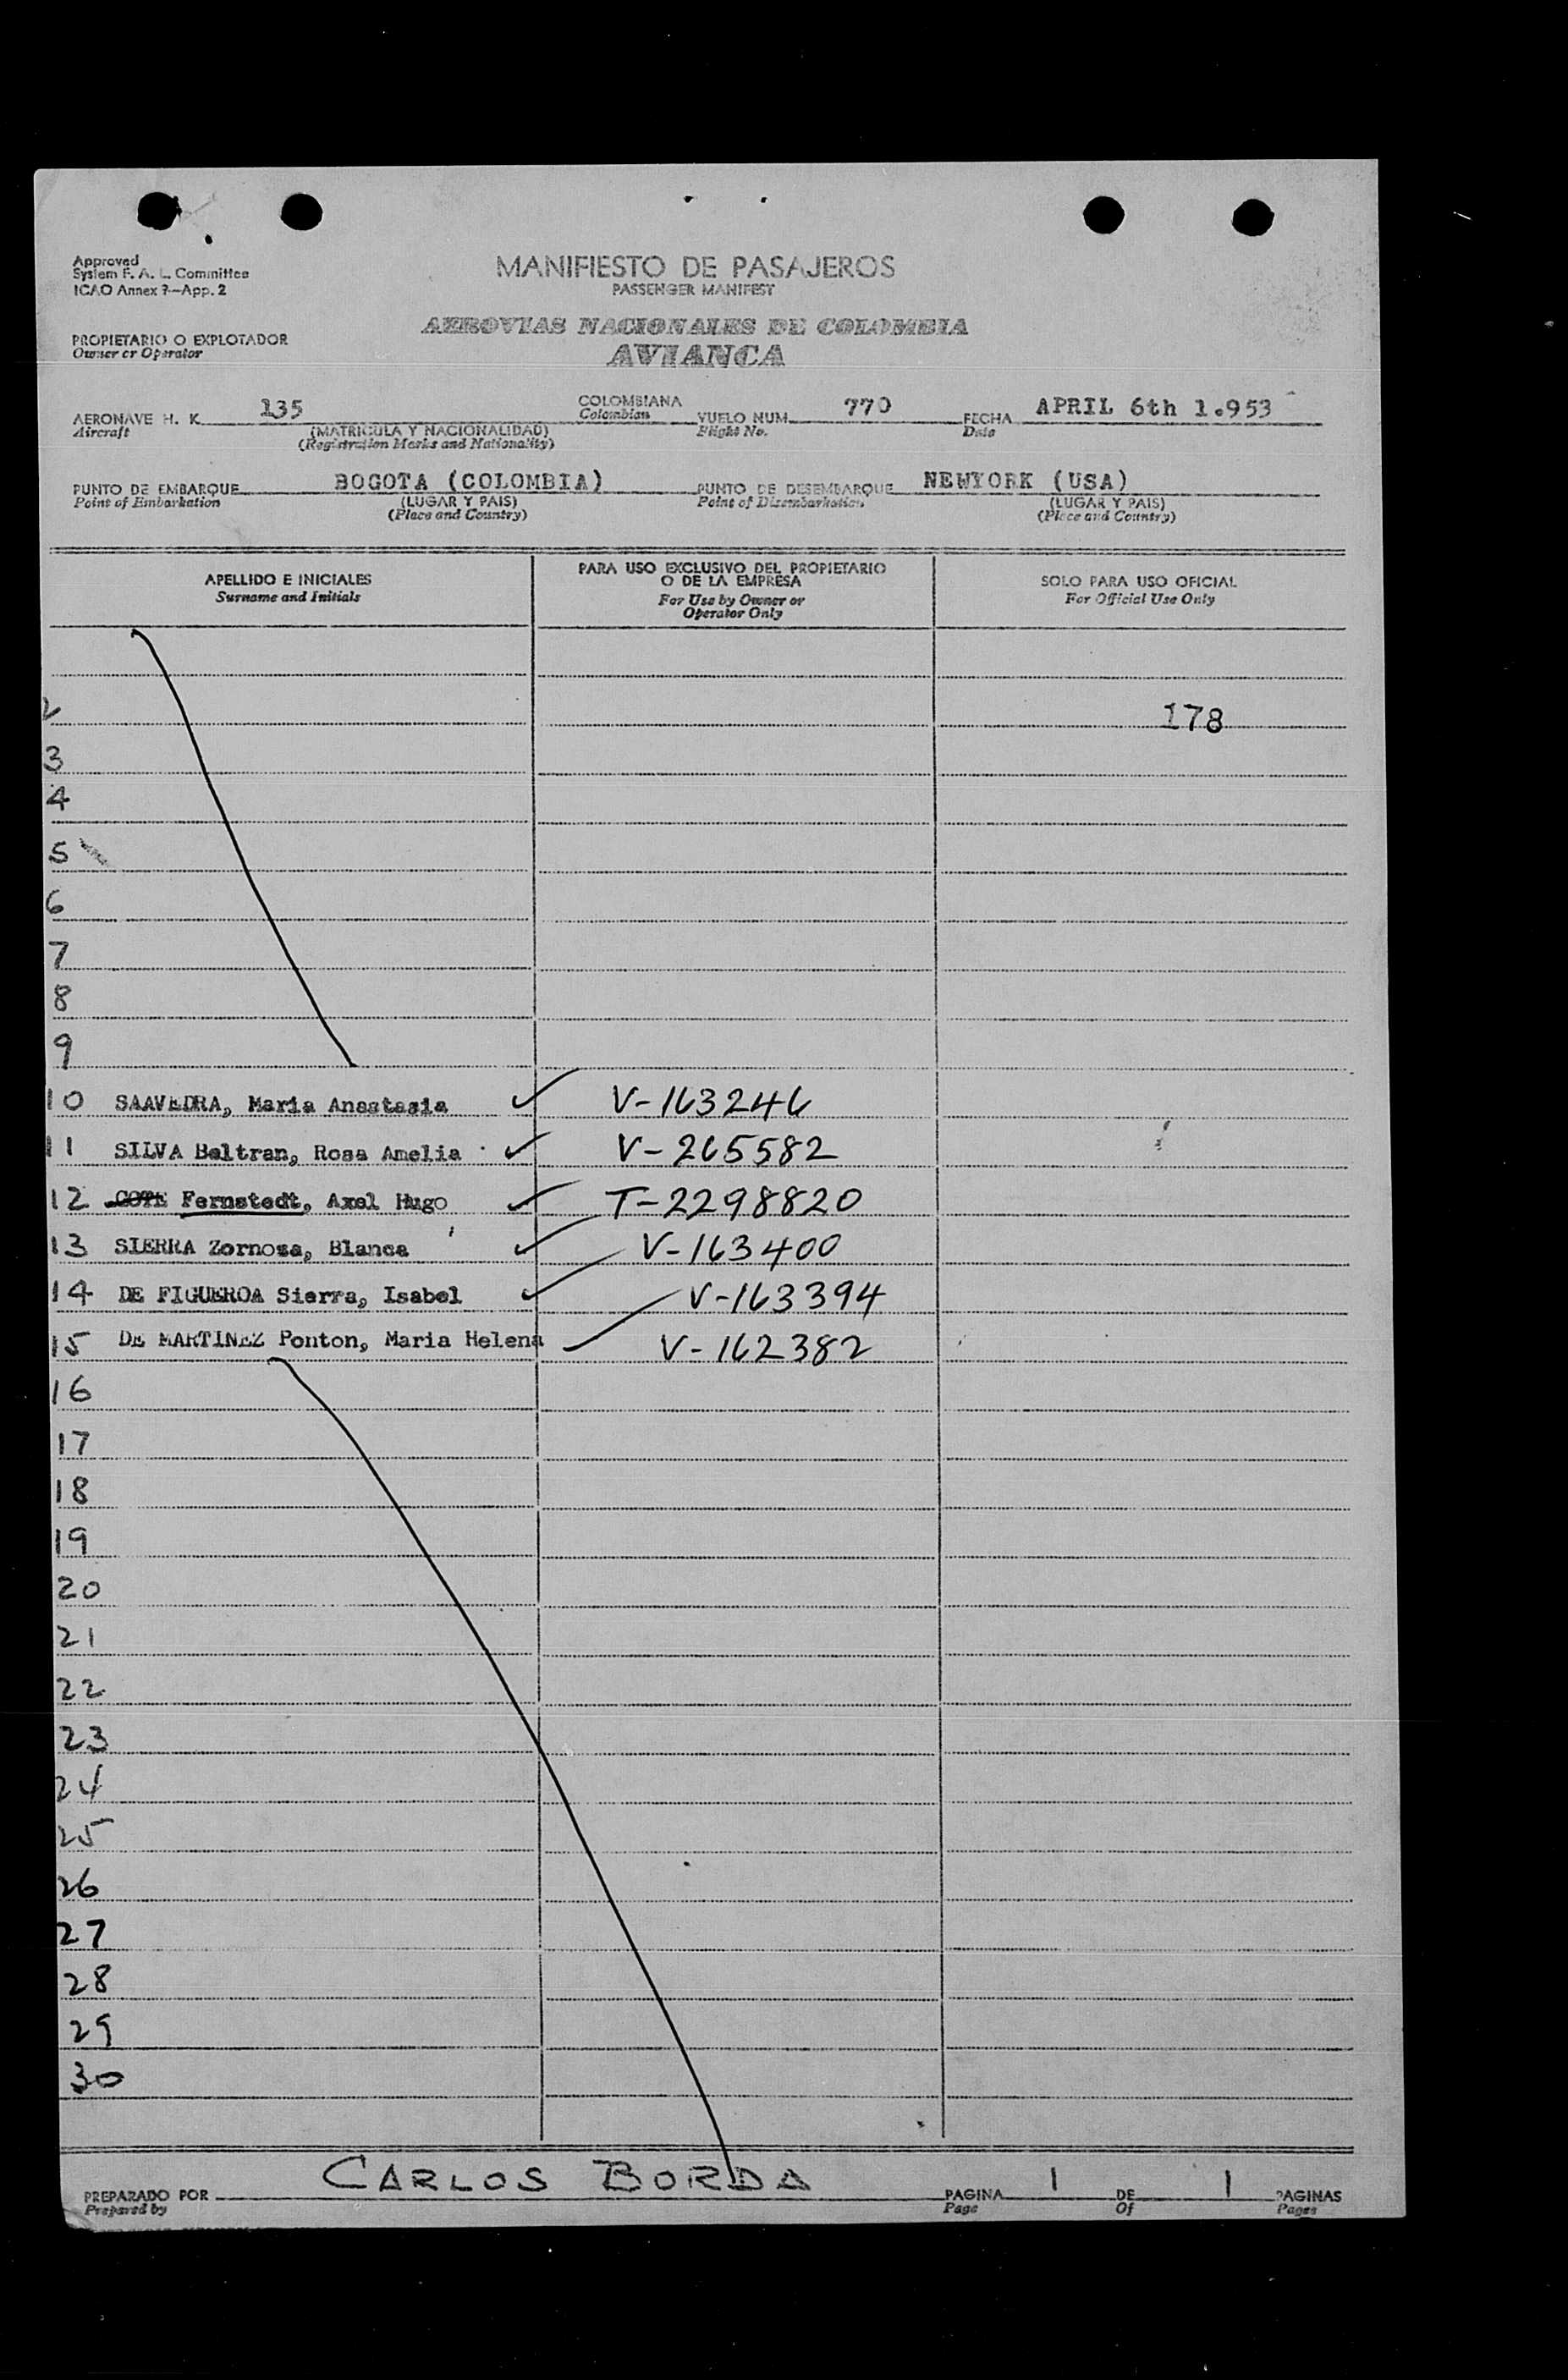 Approved
System F. A. L. Committee
ICAO Annex 9—App. 2
MANIFIESTO DE PASAJEROS
PASSENGER MANIFEST
PROPIETARIO O EXPLOTADOR
Owner or Operator
AEROVIAS NACIONALES DE COLOMBIA
AVIANCA
AERONAVE H. K. 135 COLOMBIANA VUELO NUM. 770 FECHA APRIL 6th 1.953
Aircraft (MATRICULA Y NACIONALIDAD) Colombian Flight No. Date
(Registration Marks and Nationality)
PUNTO DE EMBARQUE BOGOTA (COLOMBIA) PUNTO DE DESEMBARQUE NEWYORK (USA)
Point of Embarkation (LUGAR Y PAIS) Point of Disembarkation (LUGAR Y PAIS)
(Place and Country) (Place and Country)
APELLIDO E INICIALES
Surname and Initials
PARA USO EXCLUSIVO DEL PROPIETARIO
O DE LA EMPRESA
For Use by Owner or
Operator Only
SOLO PARA USO OFICIAL
For Official Use Only
2 178
3
4
5
6
7
8
9
10 SAAVEDRA, Maria Anastasia V-163246
11 SILVA Beltran, Rosa Amelia V-265582
12 COTE Fernstedt, Axel Hugo T-2298820
13 SIERRA Zornosa, Blanca V-163400
14 DE FIGUEROA Sierra, Isabel V-163394
15 DE MARTINEZ Ponton, Maria Helena V-162382
16
17
18
19
20
21
22
23
24
25
26
27
28
29
30
PREPARADO POR CARLOS BORDA PAGINA 1 DE 1 PAGINAS
Prepared by Page Of Pages